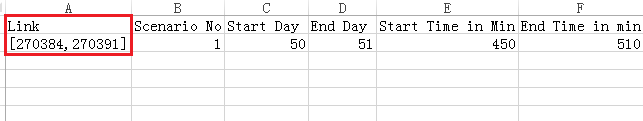 A B C D E F
Link Scenario No Start Day End Day Start Time in Min End Time in min
[270384,270391] 1 50 51 450 510